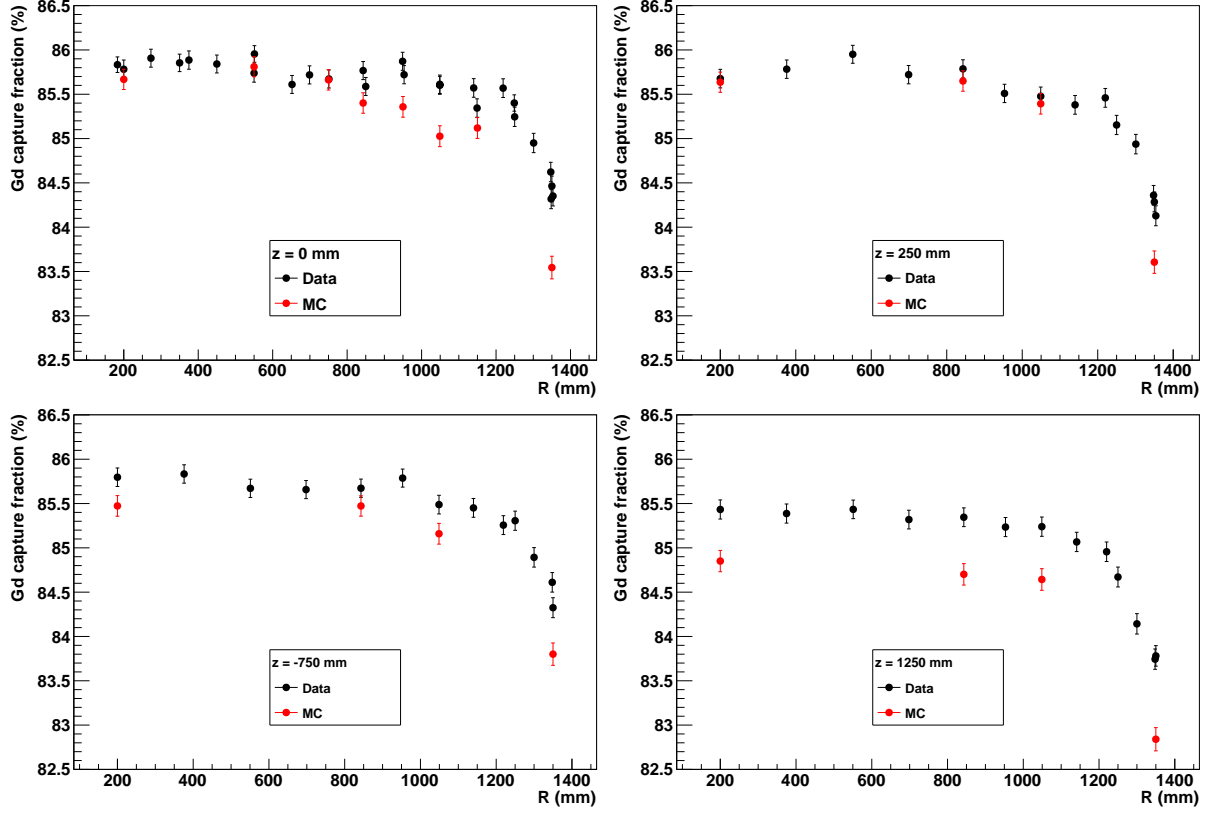 Gd capture fraction (%)
86.5
86
85.5
85
84.5
84
83.5
83
82.5
z = 0 mm
Data
MC
200 400 600 800 1000 1200 1400
R (mm)
Gd capture fraction (%)
86.5
86
85.5
85
84.5
84
83.5
83
82.5
z = 250 mm
Data
MC
200 400 600 800 1000 1200 1400
R (mm)
Gd capture fraction (%)
86.5
86
85.5
85
84.5
84
83.5
83
82.5
z = -750 mm
Data
MC
200 400 600 800 1000 1200 1400
R (mm)
Gd capture fraction (%)
86.5
86
85.5
85
84.5
84
83.5
83
82.5
z = 1250 mm
Data
MC
200 400 600 800 1000 1200 1400
R (mm)